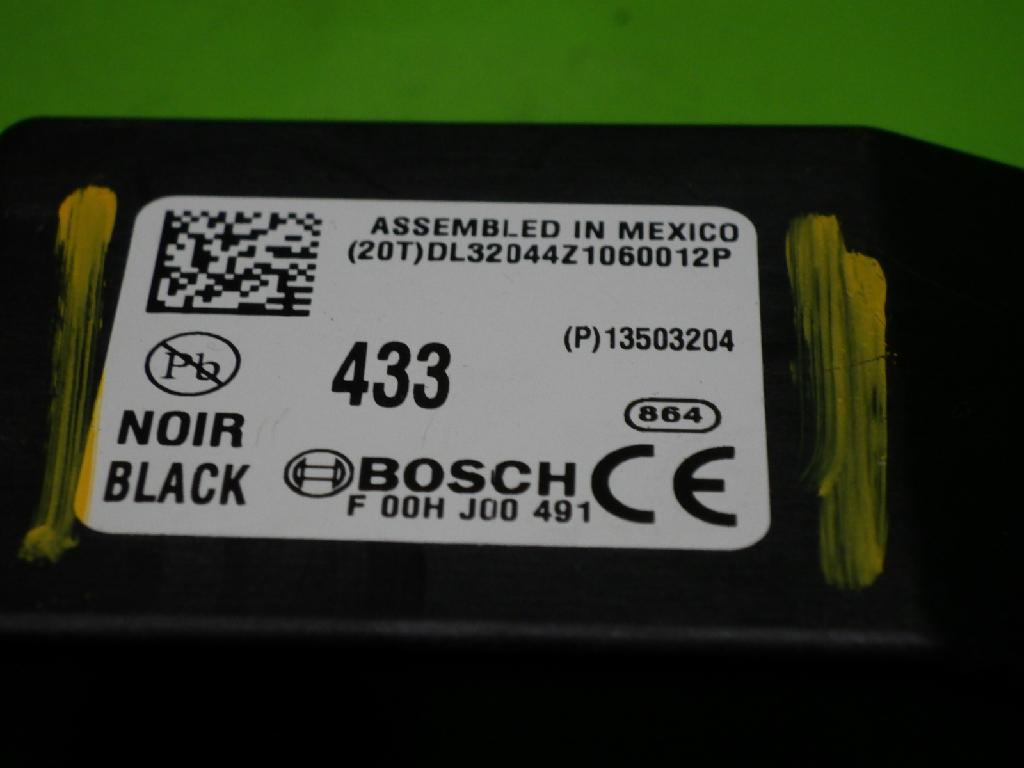 ASSEMBLED IN MEXICO
(20T)DL32044Z1060012P
(P)13503204
Pb
433
864
NOIR
BLACK
BOSCH
F 00H J00 491
CE